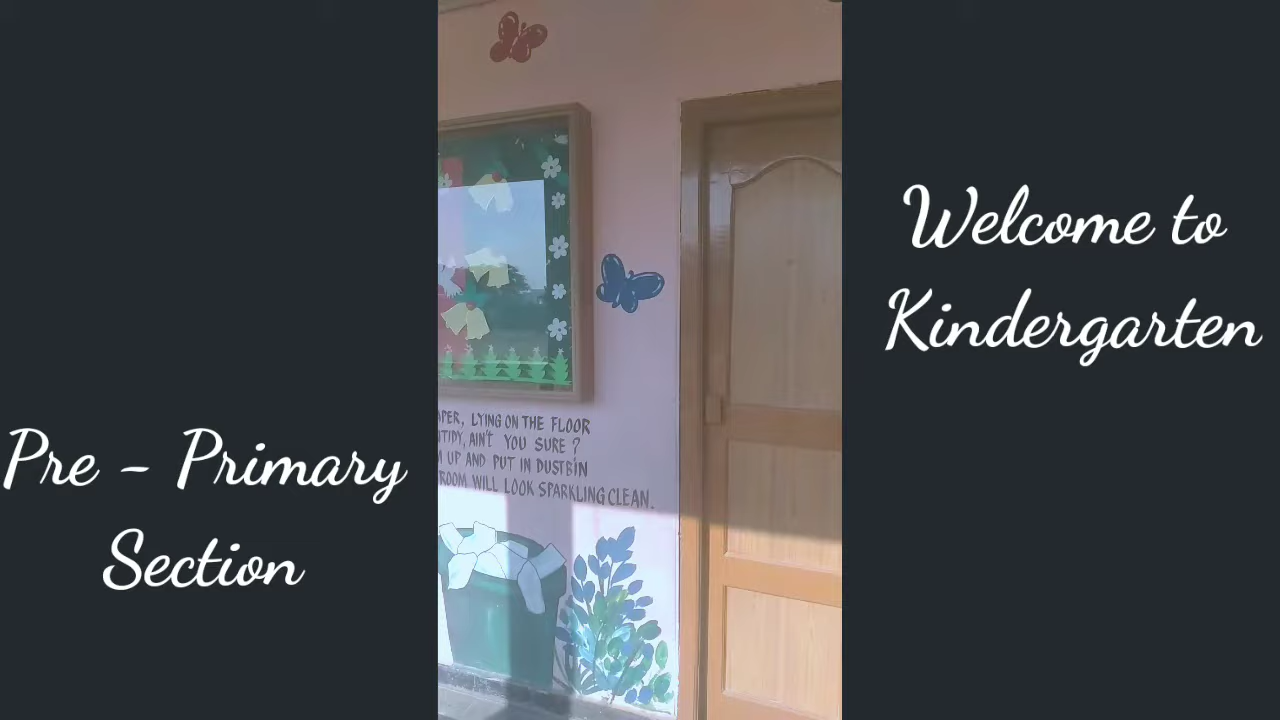 Pre - Primary
Section
LYING ON THE FLOOR
AIN'T YOU SURE ?
UP AND PUT IN DUSTBIN
ROOM WILL LOOK SPARKLING CLEAN.
Welcome to
Kindergarten